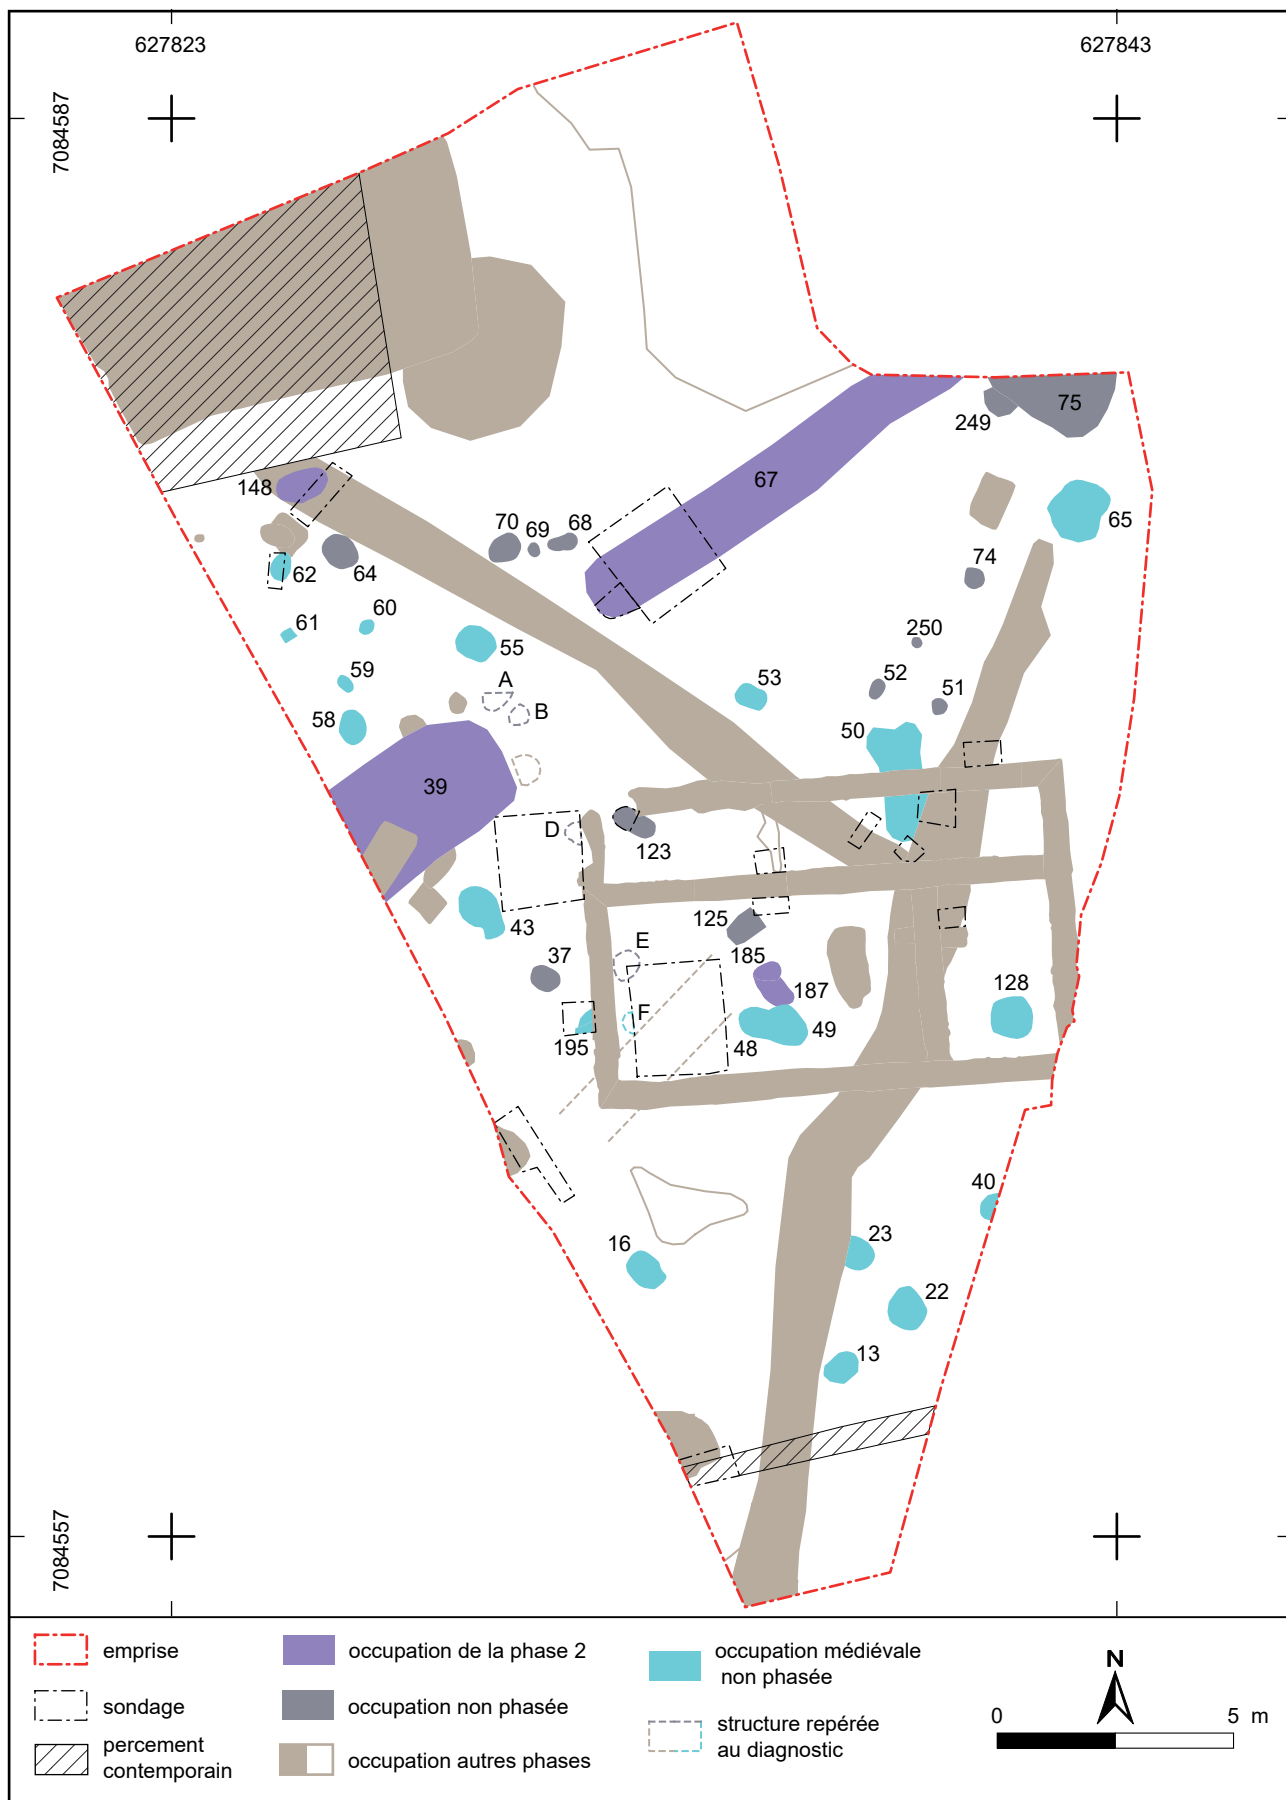 627823
627843
7084587
75
249
67
148
65
70
69
68
62
64
74
61
60
250
55
59
53
52
51
A
B
58
50
39
D
123
43
125
E
185
37
187
128
F
195
48
49
40
23
16
22
13
7084557
emprise
occupation de la phase 2
occupation médiévale
non phasée
N
sondage
occupation non phasée
0
5 m
structure repérée
au diagnostic
percement
contemporain
occupation autres phases